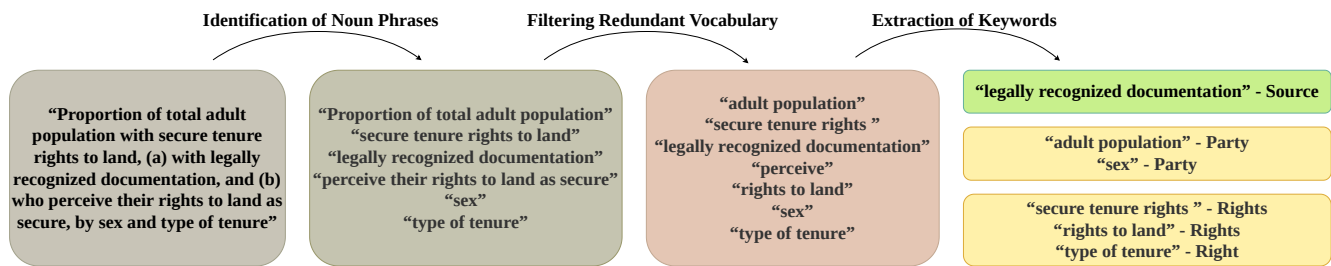 Identification of Noun Phrases
Filtering Redundant Vocabulary
Extraction of Keywords
“Proportion of total adult
population with secure tenure
rights to land, (a) with legally
recognized documentation, and (b)
who perceive their rights to land as
secure, by sex and type of tenure”
“Proportion of total adult population”
“secure tenure rights to land”
“legally recognized documentation”
“perceive their rights to land as secure”
“sex”
“type of tenure”
“adult population”
“secure tenure rights ”
“legally recognized documentation”
“perceive”
“rights to land”
“sex”
“type of tenure”
“legally recognized documentation” - Source
“adult population” - Party
“sex” - Party
“secure tenure rights ” - Rights
“rights to land” - Rights
“type of tenure” - Right